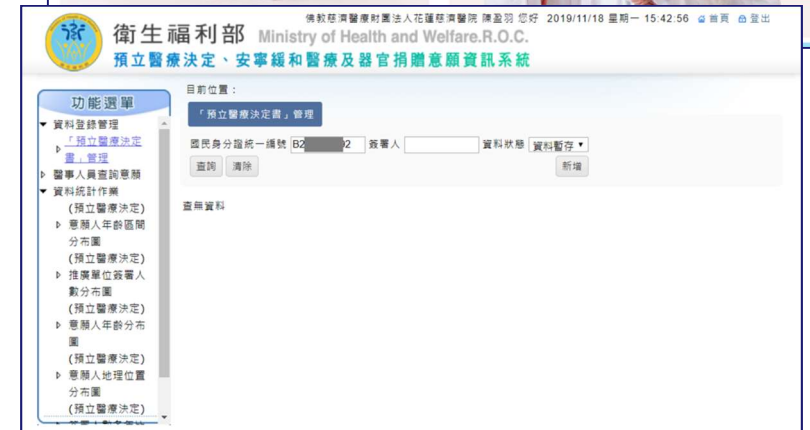 佛教慈濟醫療財團法人花蓮慈濟醫院 陳盈羽 您好 2019/11/18 星期一 15:42:56 首頁 登出
衛生福利部 Ministry of Health and Welfare.R.O.C.
預立醫療決定、安寧緩和醫療及器官捐贈意願資訊系統
功能選單
資料登錄管理
「預立醫療決定
書」管理
醫事人員查詢意願
資料統計作業
(預立醫療決定)
意願人年齡區間
分布圖
(預立醫療決定)
推廣單位簽署人
數分布圖
(預立醫療決定)
意願人年齡分布
圖
(預立醫療決定)
意願人地理位置
分布圖
(預立醫療決定)
目前位置：
「預立醫療決定書」管理
國民身分證統一編號 B2 02 簽署人 資料狀態 資料暫存
查詢 清除 新增
查無資料